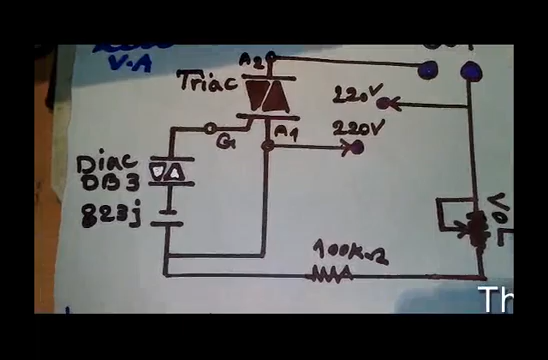 V-A
A2
Triac
220V
220V
A1
G
Diac
DB3
823j
100KΩ
Th